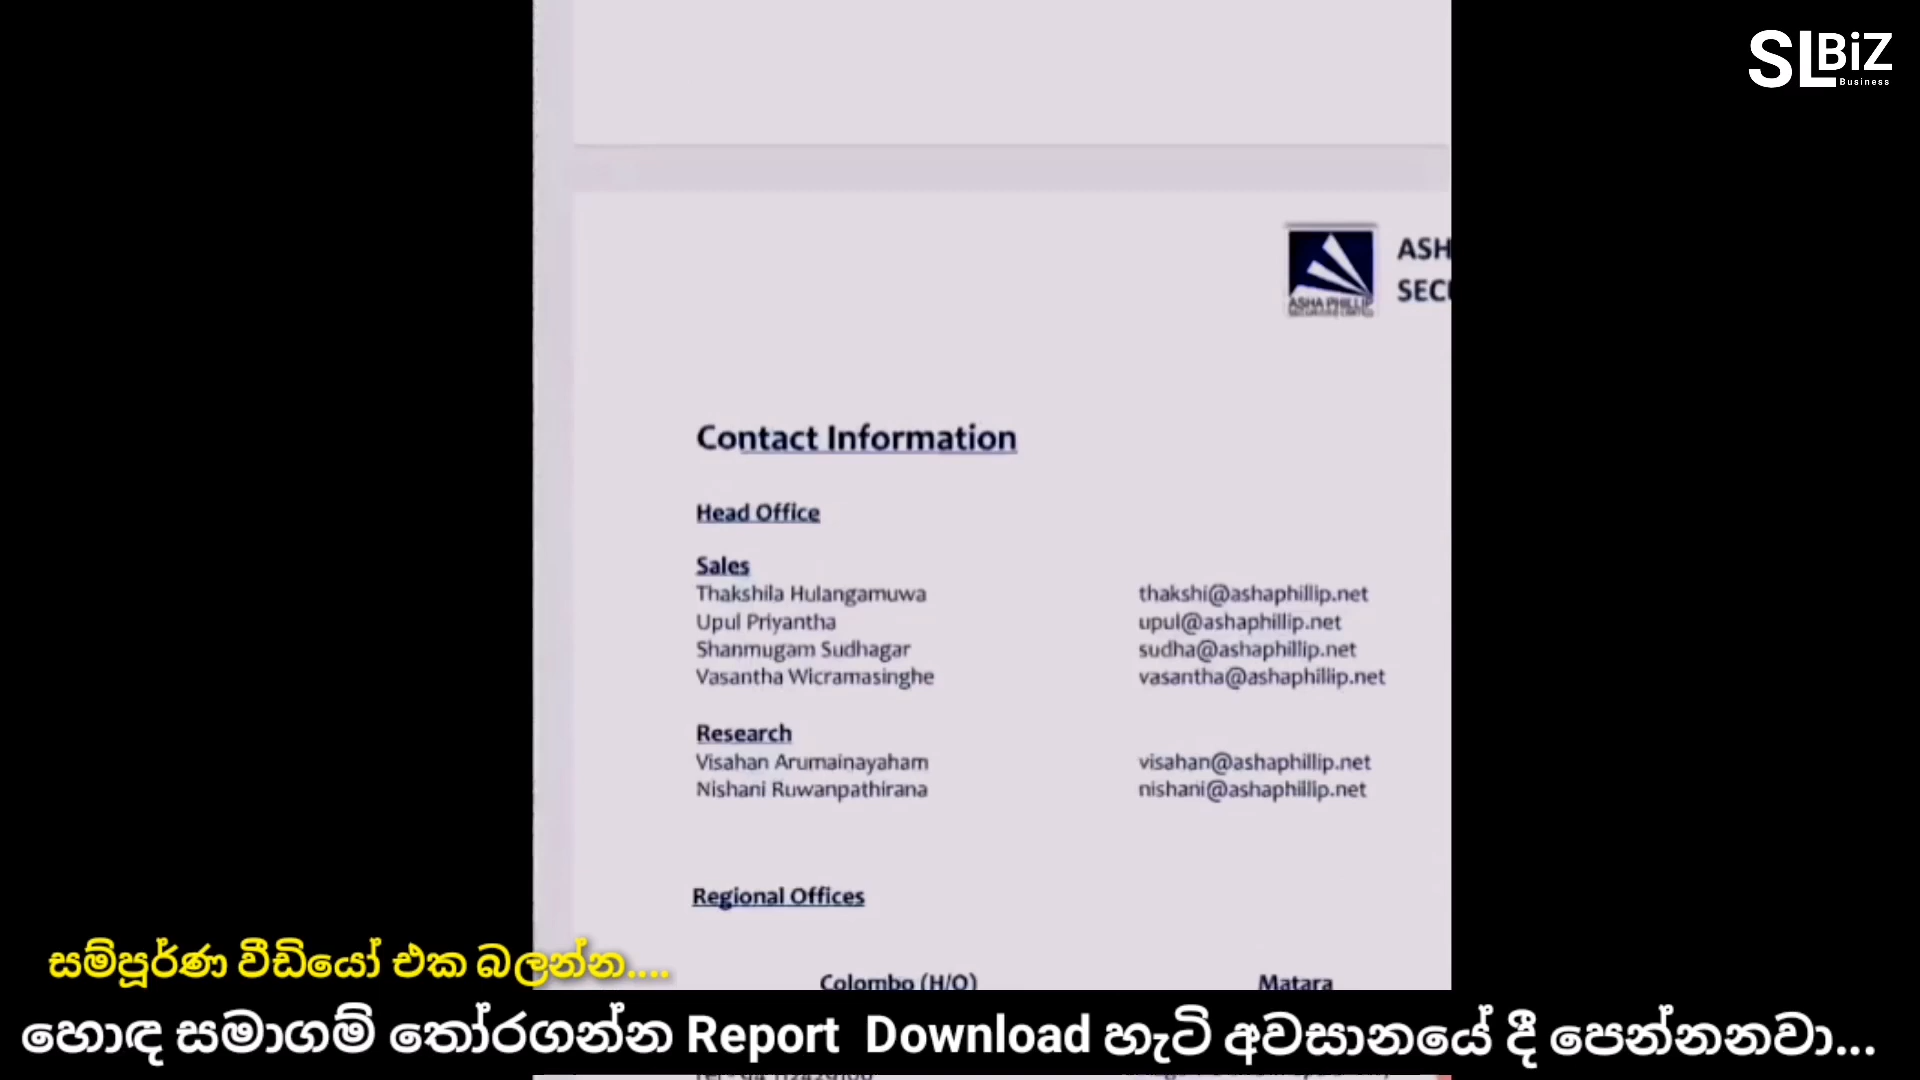 SLBiZ
Business
ASHA PHILLIP
SECURITIES LIMITED
ASH
SEC
Contact Information
Head Office
Sales
Thakshila Hulangamuwa thakshi@ashaphillip.net
Upul Priyantha upul@ashaphillip.net
Shanmugam Sudhagar sudha@ashaphillip.net
Vasantha Wicramasinghe vasantha@ashaphillip.net
Research
Visahan Arumainayaham visahan@ashaphillip.net
Nishani Ruwanpathirana nishani@ashaphillip.net
Regional Offices
සම්පූර්ණ වීඩියෝ එක බලන්න....
Colombo (H/O) Matara
හොඳ සමාගම් තෝරගන්න Report Download හැටි අවසානයේ දී පෙන්නනවා...